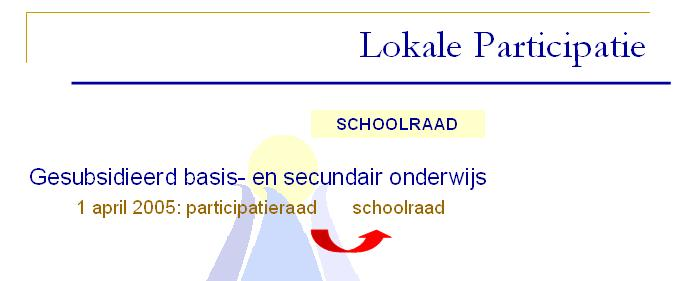 Lokale Participatie
SCHOOLRAAD
Gesubsidieerd basis- en secundair onderwijs
1 april 2005: participatieraad schoolraad